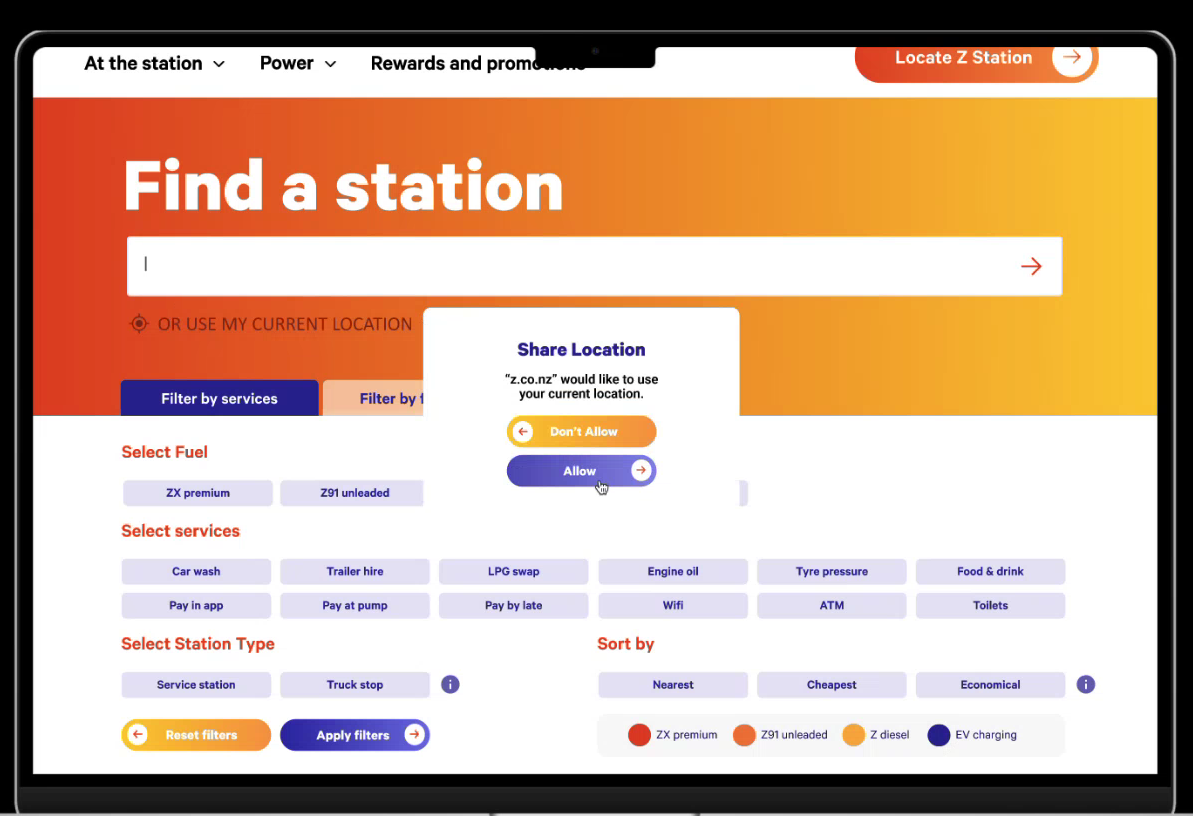 At the station Power Rewards and promotions Locate Z Station
Find a station
OR USE MY CURRENT LOCATION
Share Location
“z.co.nz” would like to use
your current location.
Don't Allow
Allow
Filter by services Filter by
Select Fuel
ZX premium Z91 unleaded
Select services
Car wash Trailer hire LPG swap Engine oil Tyre pressure Food & drink
Pay in app Pay at pump Pay by late Wifi ATM Toilets
Select Station Type Sort by
Service station Truck stop i Nearest Cheapest Economical i
Reset filters Apply filters ZX premium Z91 unleaded Z diesel EV charging